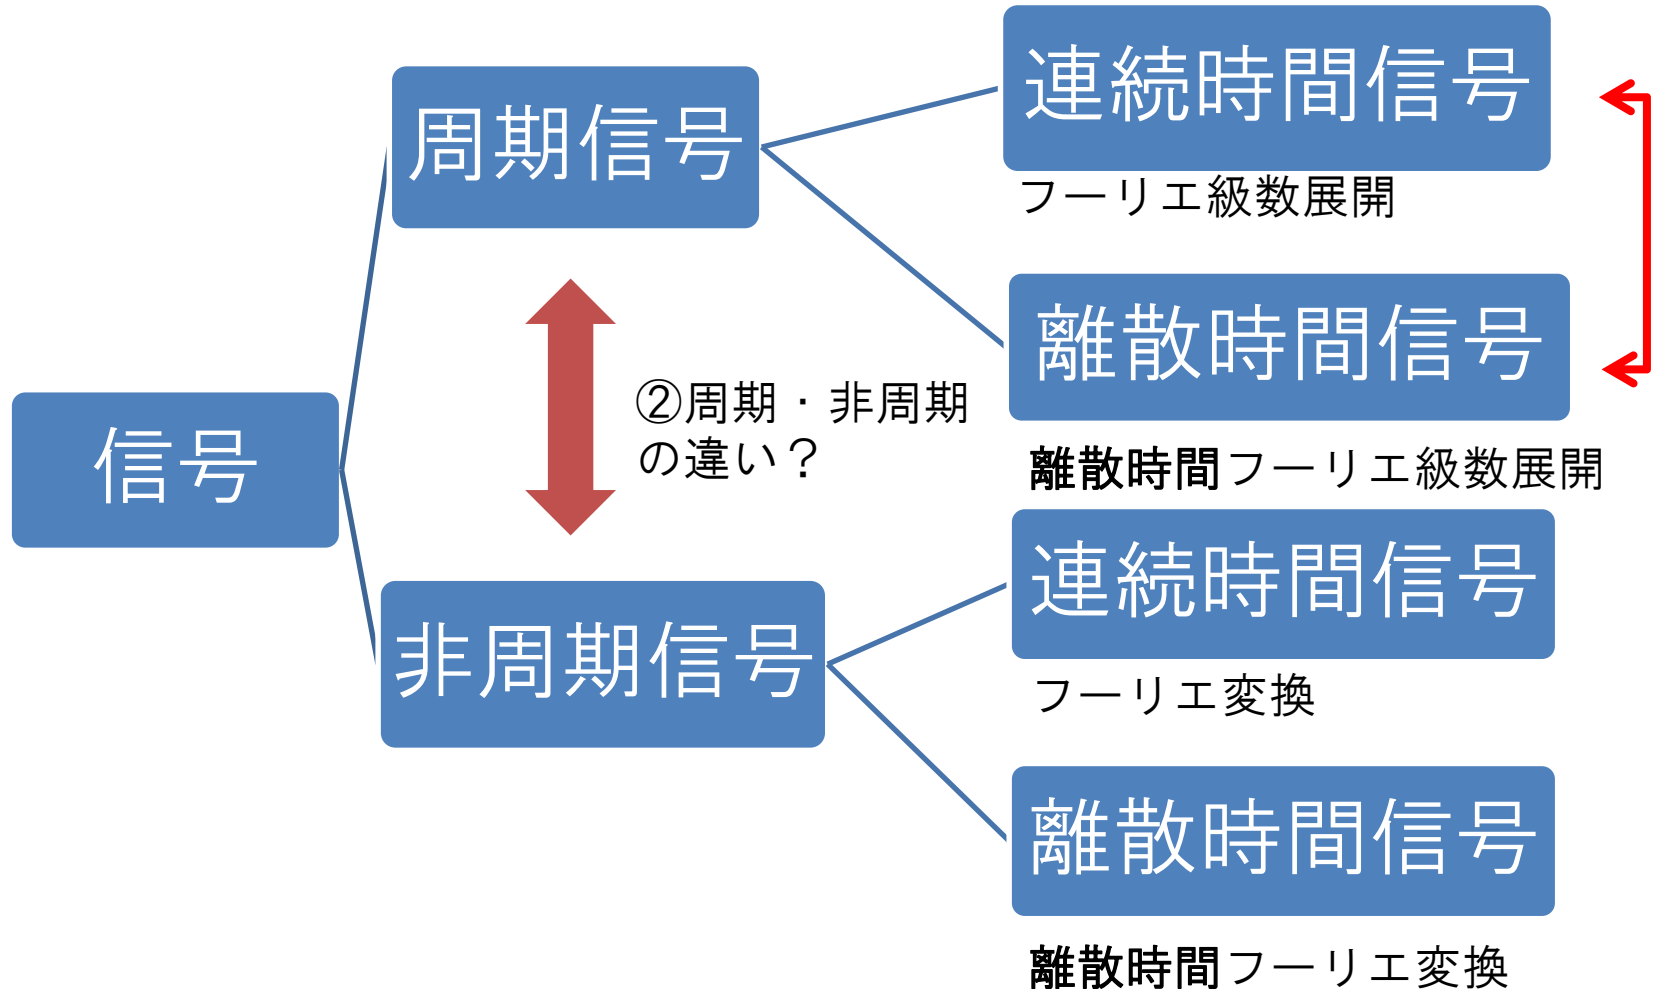 信号
周期信号
連続時間信号
フーリエ級数展開
離散時間信号
離散時間フーリエ級数展開
②周期・非周期
の違い？
非周期信号
連続時間信号
フーリエ変換
離散時間信号
離散時間フーリエ変換